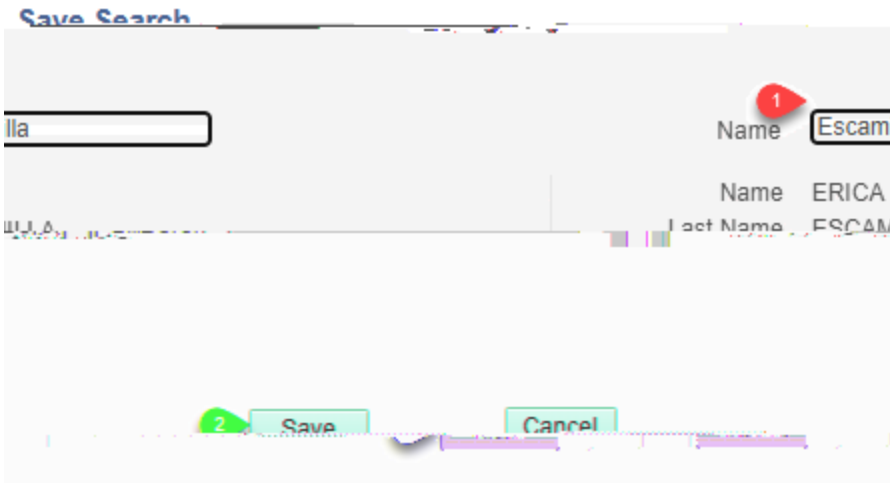 Save Search
1
lla Name Escam
Name ERICA
Last Name ESCAM
2 Save Cancel